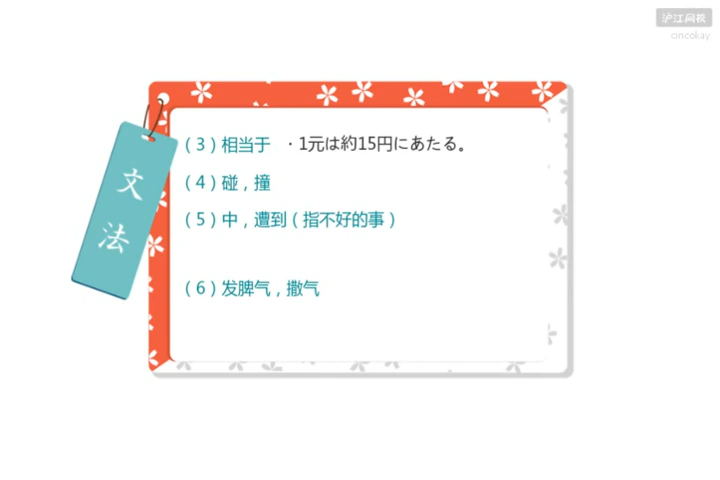 沪江网校
cincokay
文法
（3）相当于 ・1元は約15円にあたる。
（4）碰，撞
（5）中，遭到（指不好的事）
（6）发脾气，撒气